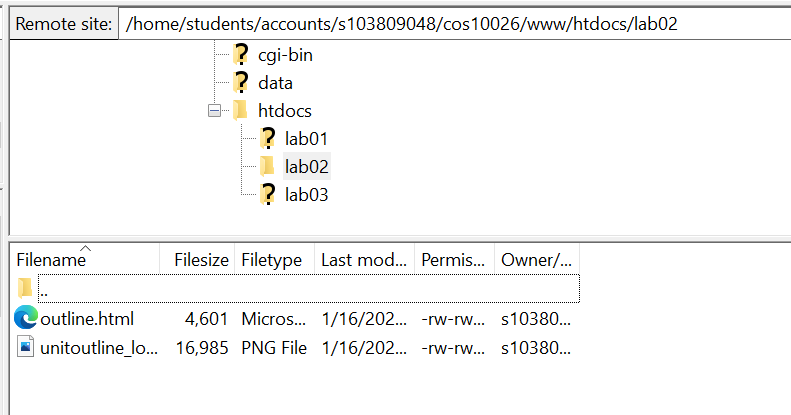 Remote site: /home/students/accounts/s103809048/cos10026/www/htdocs/lab02
cgi-bin
data
htdocs
lab01
lab02
lab03
Filename Filesize Filetype Last mod... Permis... Owner/...
..
outline.html 4,601 Micros... 1/16/202... -rw-rw... s10380...
unitoutline_lo... 16,985 PNG File 1/16/202... -rw-rw... s10380...